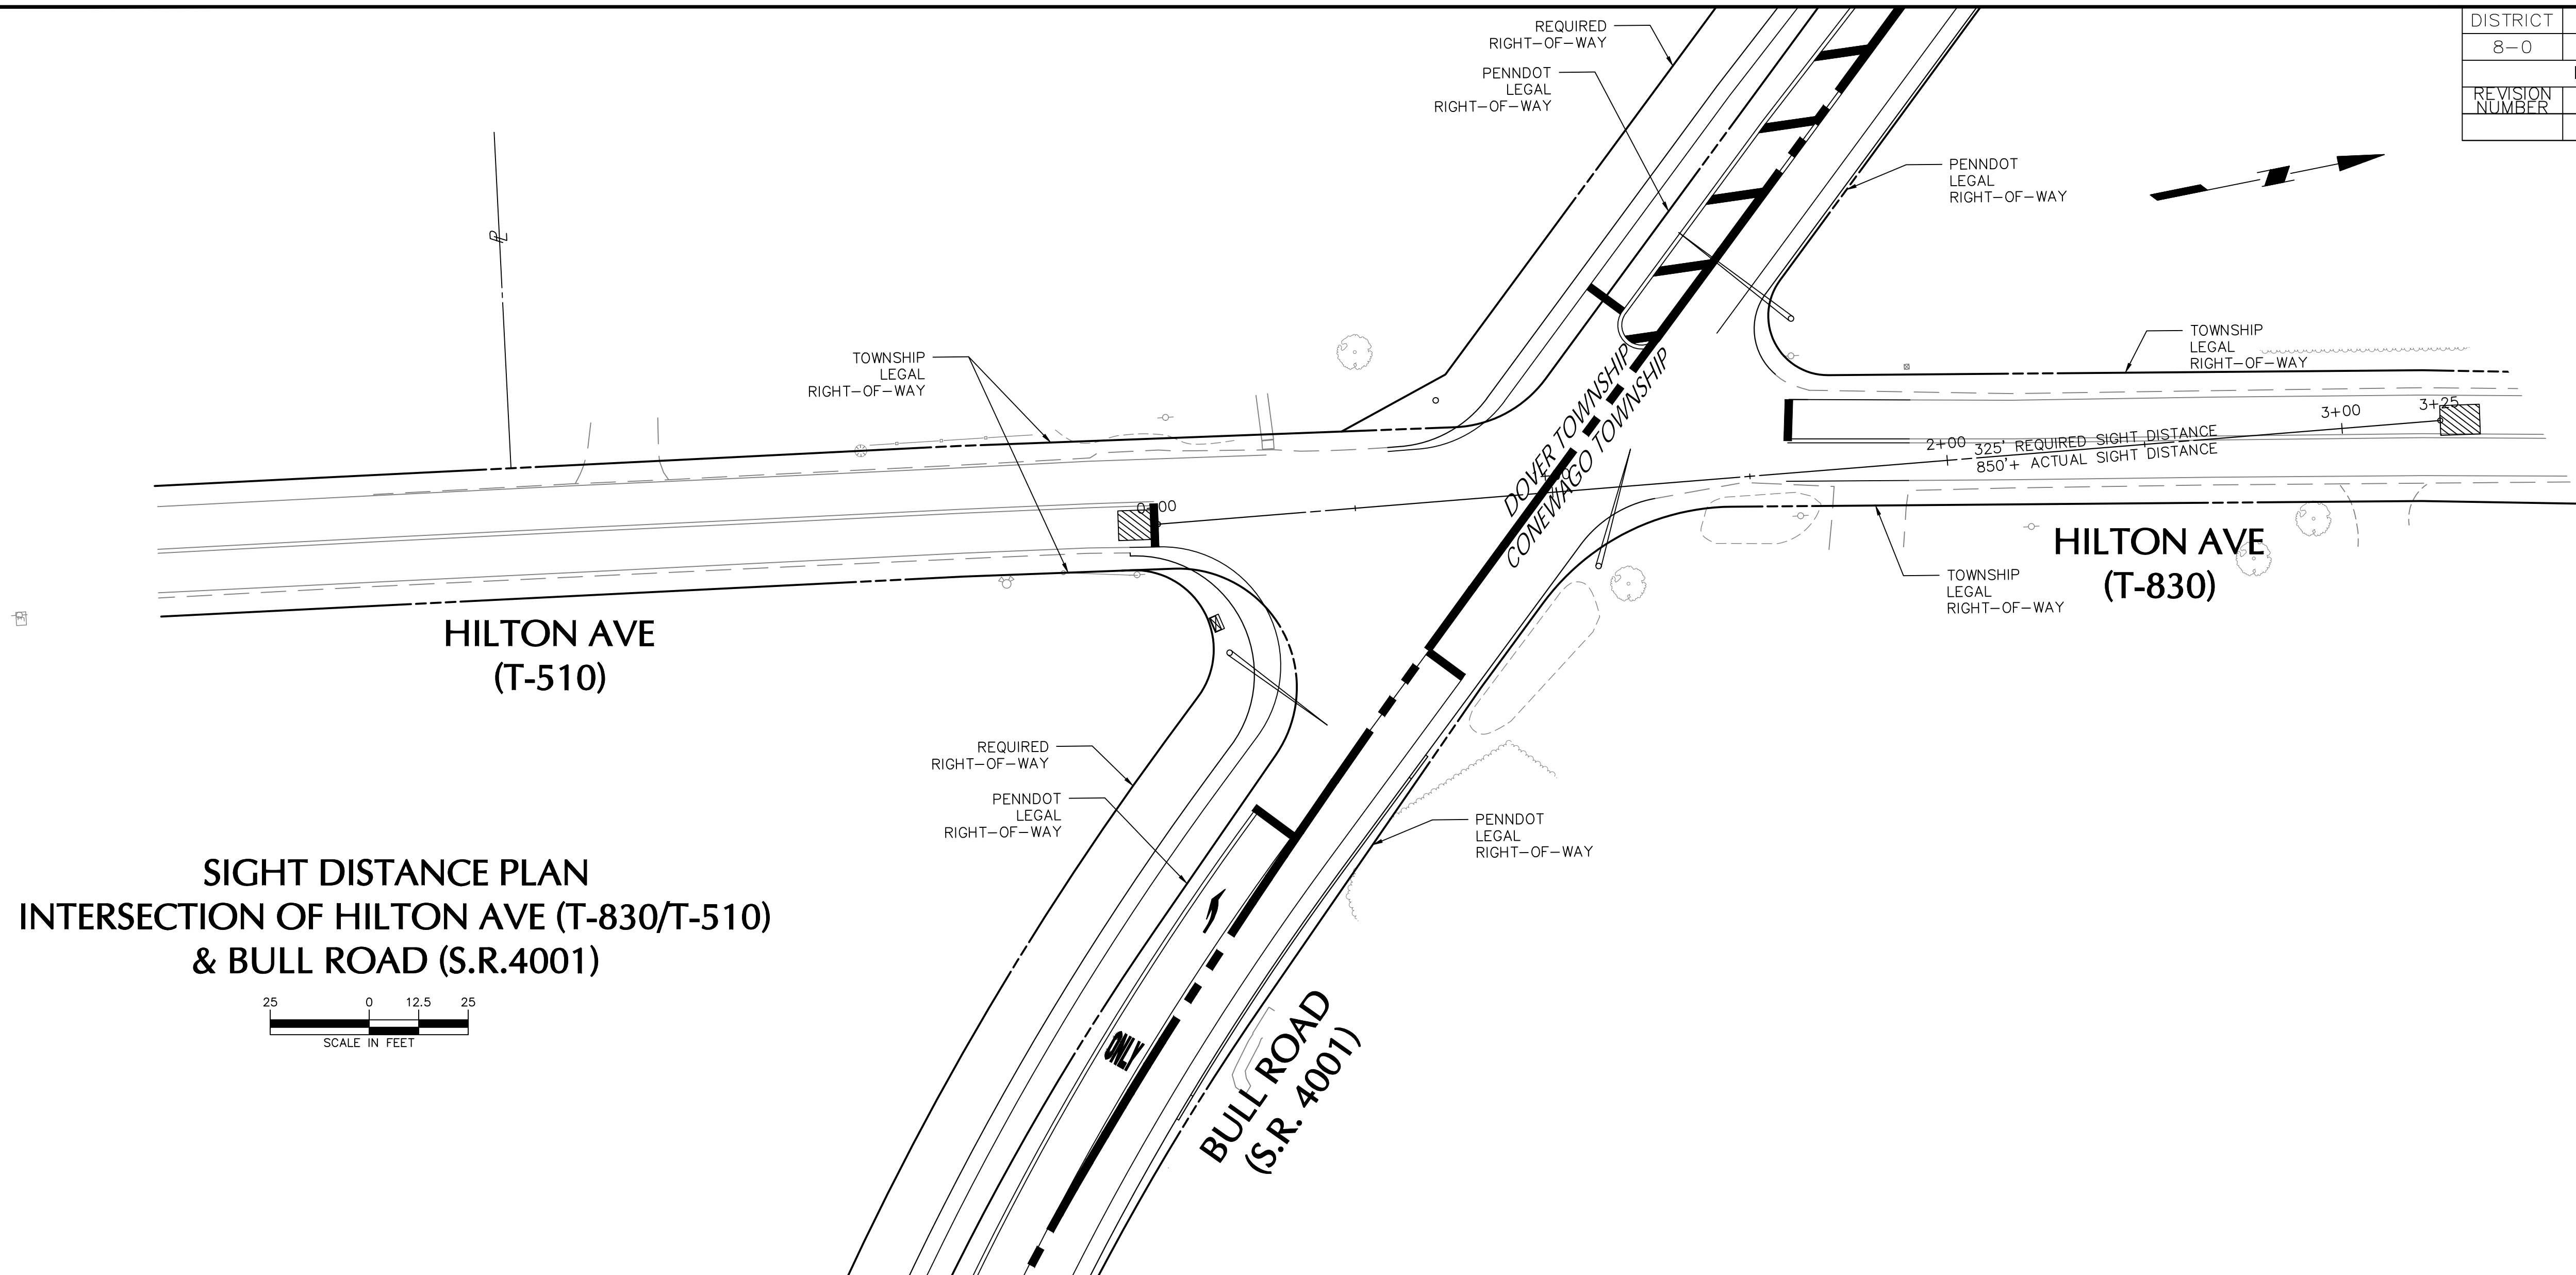 REQUIRED
RIGHT-OF-WAY
PENNDOT
LEGAL
RIGHT-OF-WAY
DISTRICT
8-0
REVISION
NUMBER
PENNDOT
LEGAL
RIGHT-OF-WAY
PL
TOWNSHIP
LEGAL
RIGHT-OF-WAY
TOWNSHIP
LEGAL
RIGHT-OF-WAY
DOVER TOWNSHIP
CONEWAGO TOWNSHIP
0+00
2+00
3+00
3+25
325' REQUIRED SIGHT DISTANCE
850'+ ACTUAL SIGHT DISTANCE
HILTON AVE
(T-830)
TOWNSHIP
LEGAL
RIGHT-OF-WAY
HILTON AVE
(T-510)
REQUIRED
RIGHT-OF-WAY
PENNDOT
LEGAL
RIGHT-OF-WAY
PENNDOT
LEGAL
RIGHT-OF-WAY
SIGHT DISTANCE PLAN
INTERSECTION OF HILTON AVE (T-830/T-510)
& BULL ROAD (S.R.4001)
25 0 12.5 25
SCALE IN FEET
ONLY
BULL ROAD
(S.R. 4001)